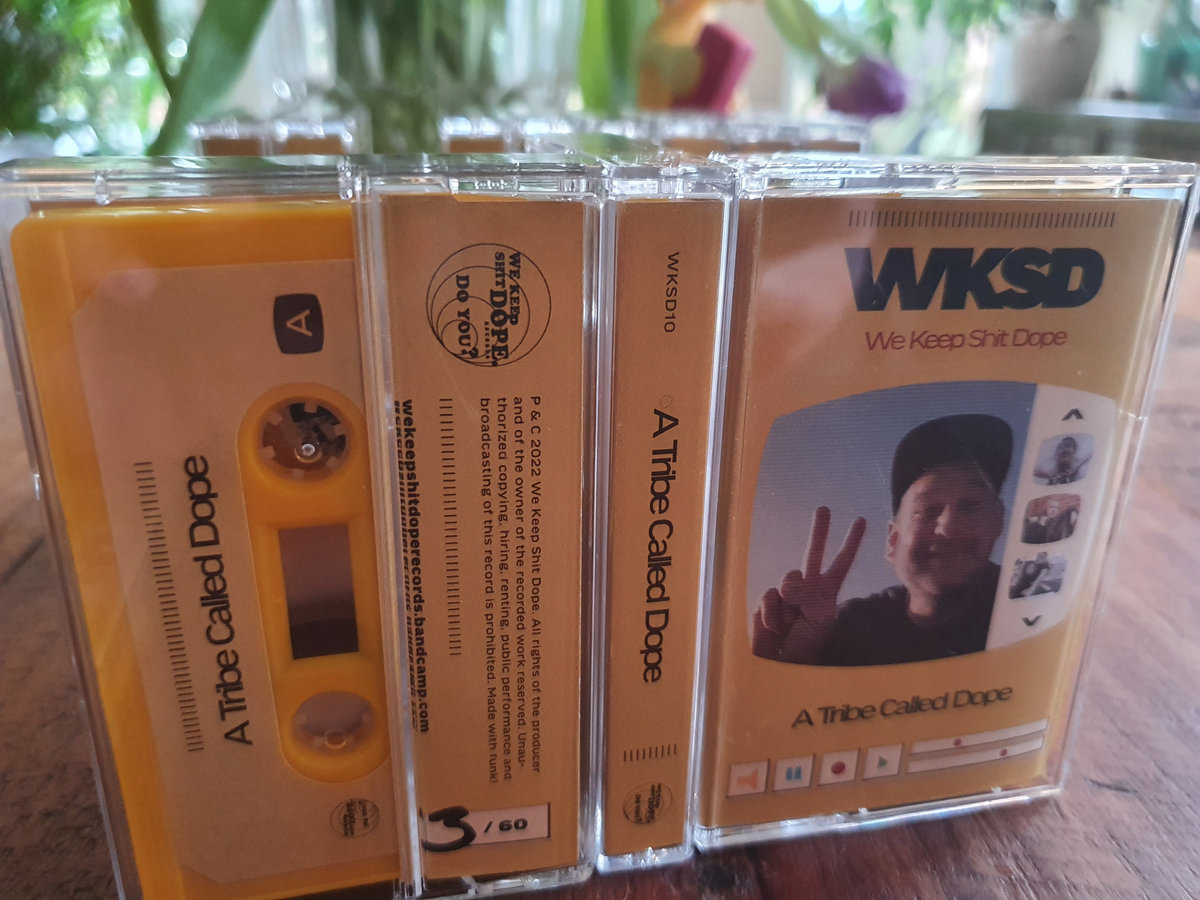 A
A Tribe Called Dope
WE KEEP
SHIT DOPE.
RECORDS
DO YOU?
P & C 2022 We Keep Shit Dope. All rights of the producer
and of the owner of the recorded work reserved. Unau-
thorized copying, hiring, renting, public performance and
broadcasting of this record is prohibited. Made with funk!
wekeepshitdoperecords.bandcamp.com
3 / 60
WKSD10
A Tribe Called Dope
WKSD
We Keep Shit Dope
A Tribe Called Dope